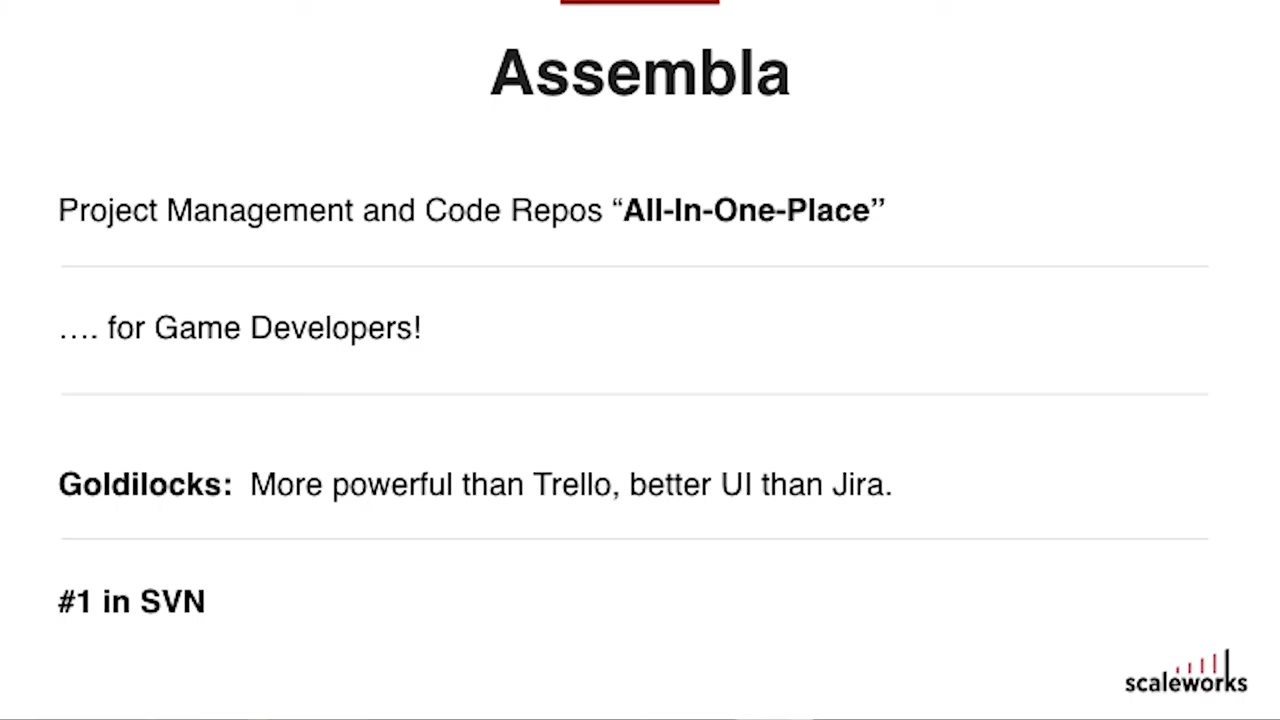 Assembla
Project Management and Code Repos “All-In-One-Place”
…. for Game Developers!
Goldilocks: More powerful than Trello, better UI than Jira.
#1 in SVN
scaleworks